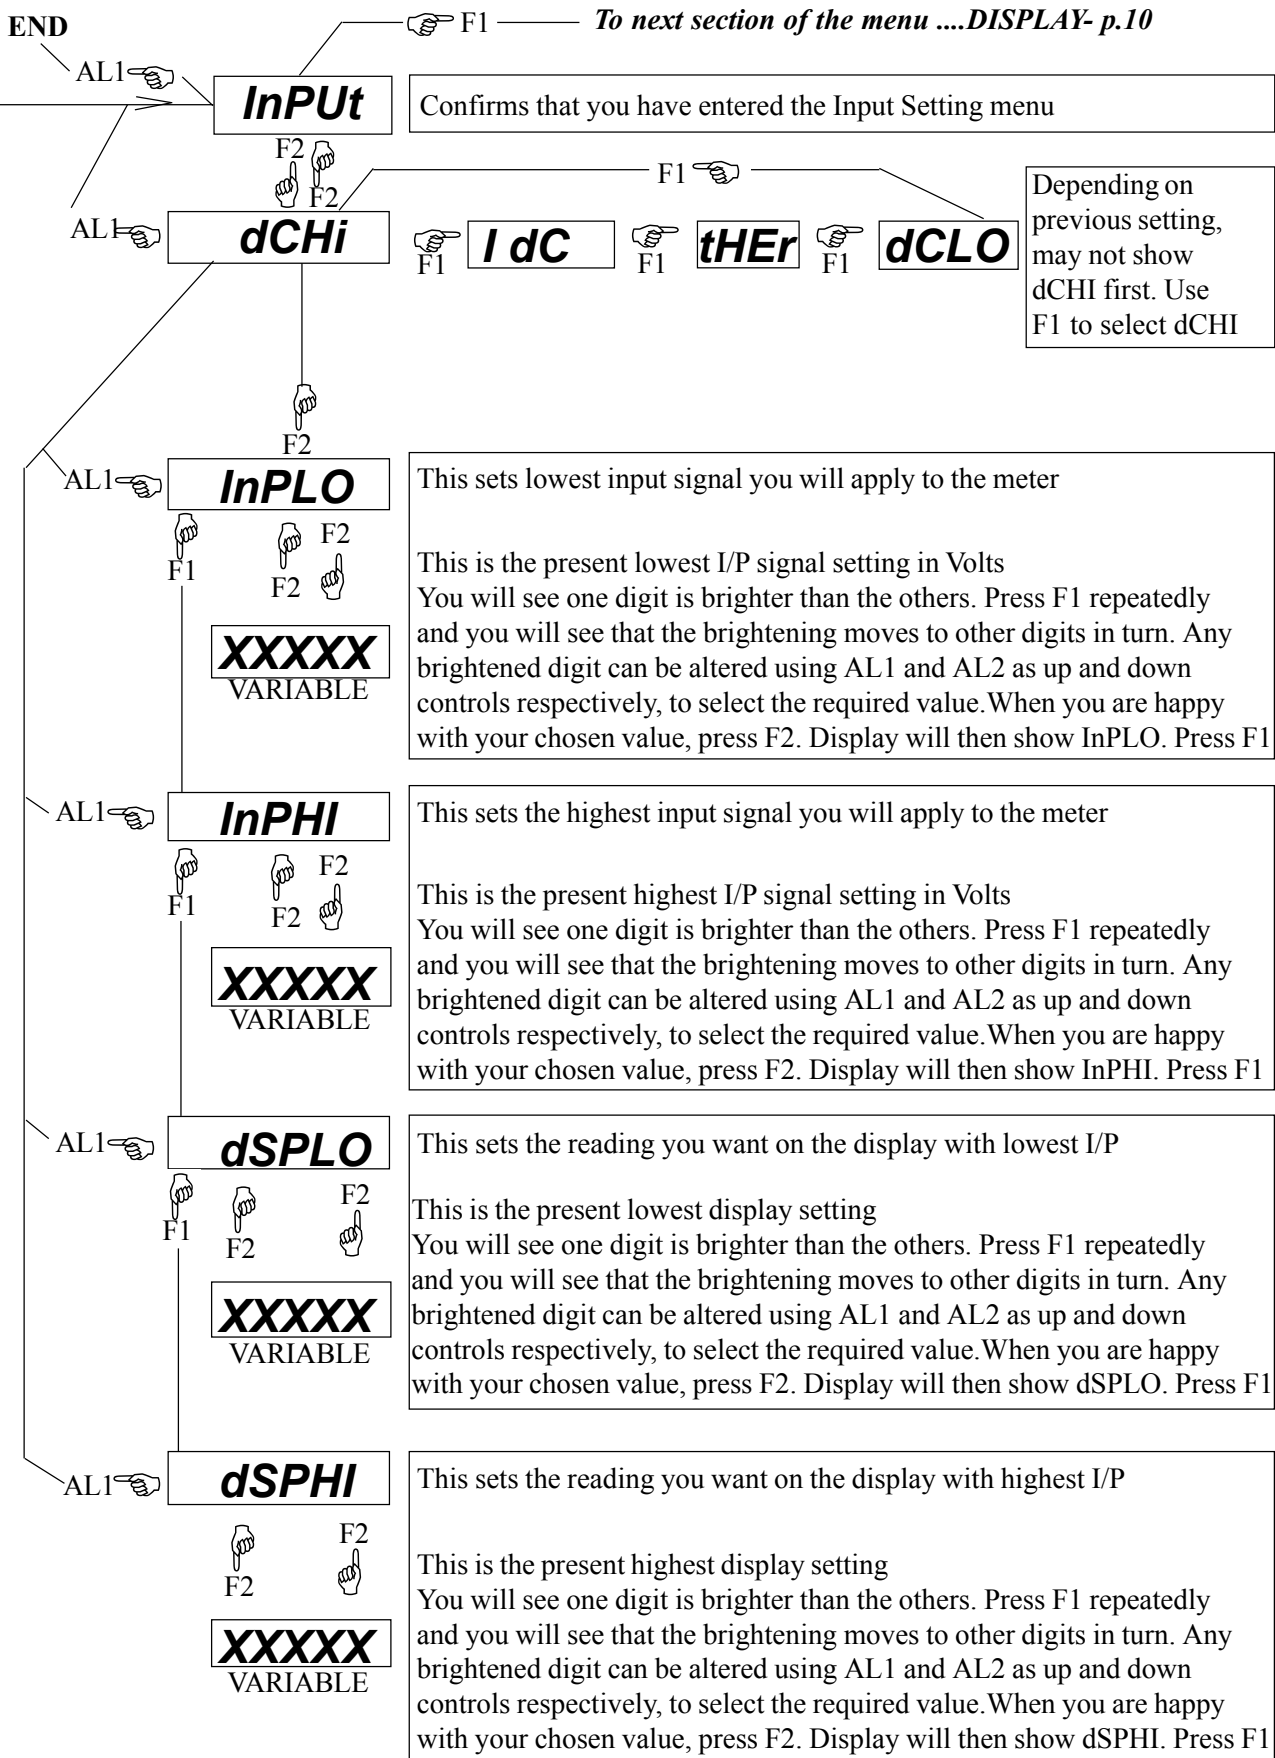 END
F1
To next section of the menu ....DISPLAY- p.10
AL1
InPUt
Confirms that you have entered the Input Setting menu
F2
F2
F1
AL1
dCHi
F1
I dC
F1
tHEr
F1
dCLO
Depending on
previous setting,
may not show
dCHI first. Use
F1 to select dCHI
F2
AL1
InPLO
This sets lowest input signal you will apply to the meter
F1
F2
F2
This is the present lowest I/P signal setting in Volts
You will see one digit is brighter than the others. Press F1 repeatedly
and you will see that the brightening moves to other digits in turn. Any
brightened digit can be altered using AL1 and AL2 as up and down
controls respectively, to select the required value.When you are happy
with your chosen value, press F2. Display will then show InPLO. Press F1
XXXXX
VARIABLE
AL1
InPHI
This sets the highest input signal you will apply to the meter
F1
F2
F2
This is the present highest I/P signal setting in Volts
You will see one digit is brighter than the others. Press F1 repeatedly
and you will see that the brightening moves to other digits in turn. Any
brightened digit can be altered using AL1 and AL2 as up and down
controls respectively, to select the required value.When you are happy
with your chosen value, press F2. Display will then show InPHI. Press F1
XXXXX
VARIABLE
AL1
dSPLO
This sets the reading you want on the display with lowest I/P
F1
F2
F2
This is the present lowest display setting
You will see one digit is brighter than the others. Press F1 repeatedly
and you will see that the brightening moves to other digits in turn. Any
brightened digit can be altered using AL1 and AL2 as up and down
controls respectively, to select the required value.When you are happy
with your chosen value, press F2. Display will then show dSPLO. Press F1
XXXXX
VARIABLE
AL1
dSPHI
This sets the reading you want on the display with highest I/P
F2
F2
This is the present highest display setting
You will see one digit is brighter than the others. Press F1 repeatedly
and you will see that the brightening moves to other digits in turn. Any
brightened digit can be altered using AL1 and AL2 as up and down
controls respectively, to select the required value.When you are happy
with your chosen value, press F2. Display will then show dSPHI. Press F1
XXXXX
VARIABLE